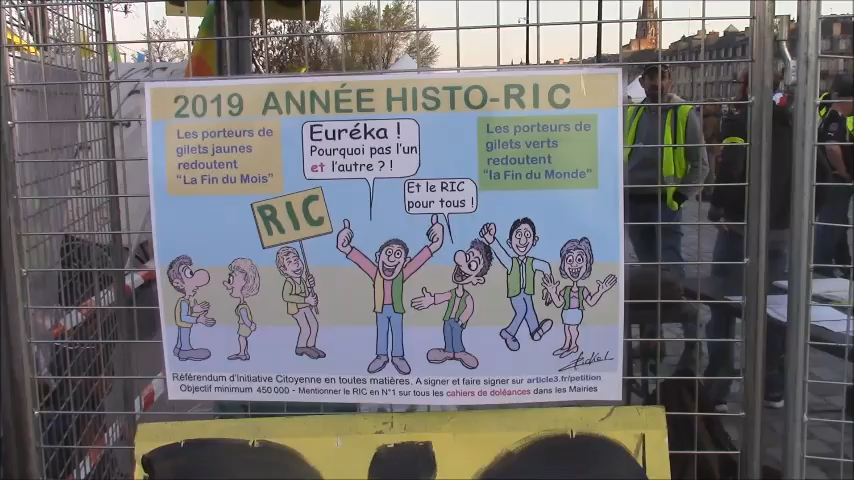 2019 ANNÉE HISTO-RIC
Les porteurs de
gilets jaunes
redoutent
"La Fin du Mois"
Euréka !
Pourquoi pas l'un
et l'autre ? !
Les porteurs de
gilets verts
redoutent
"la Fin du Monde"
Et le RIC
pour tous !
RIC
Référendum d'Initiative Citoyenne en toutes matières. A signer et faire signer sur article3.fr/petition
Objectif minimum 450 000 - Mentionner le RIC en N°1 sur tous les cahiers de doléances dans les Mairies